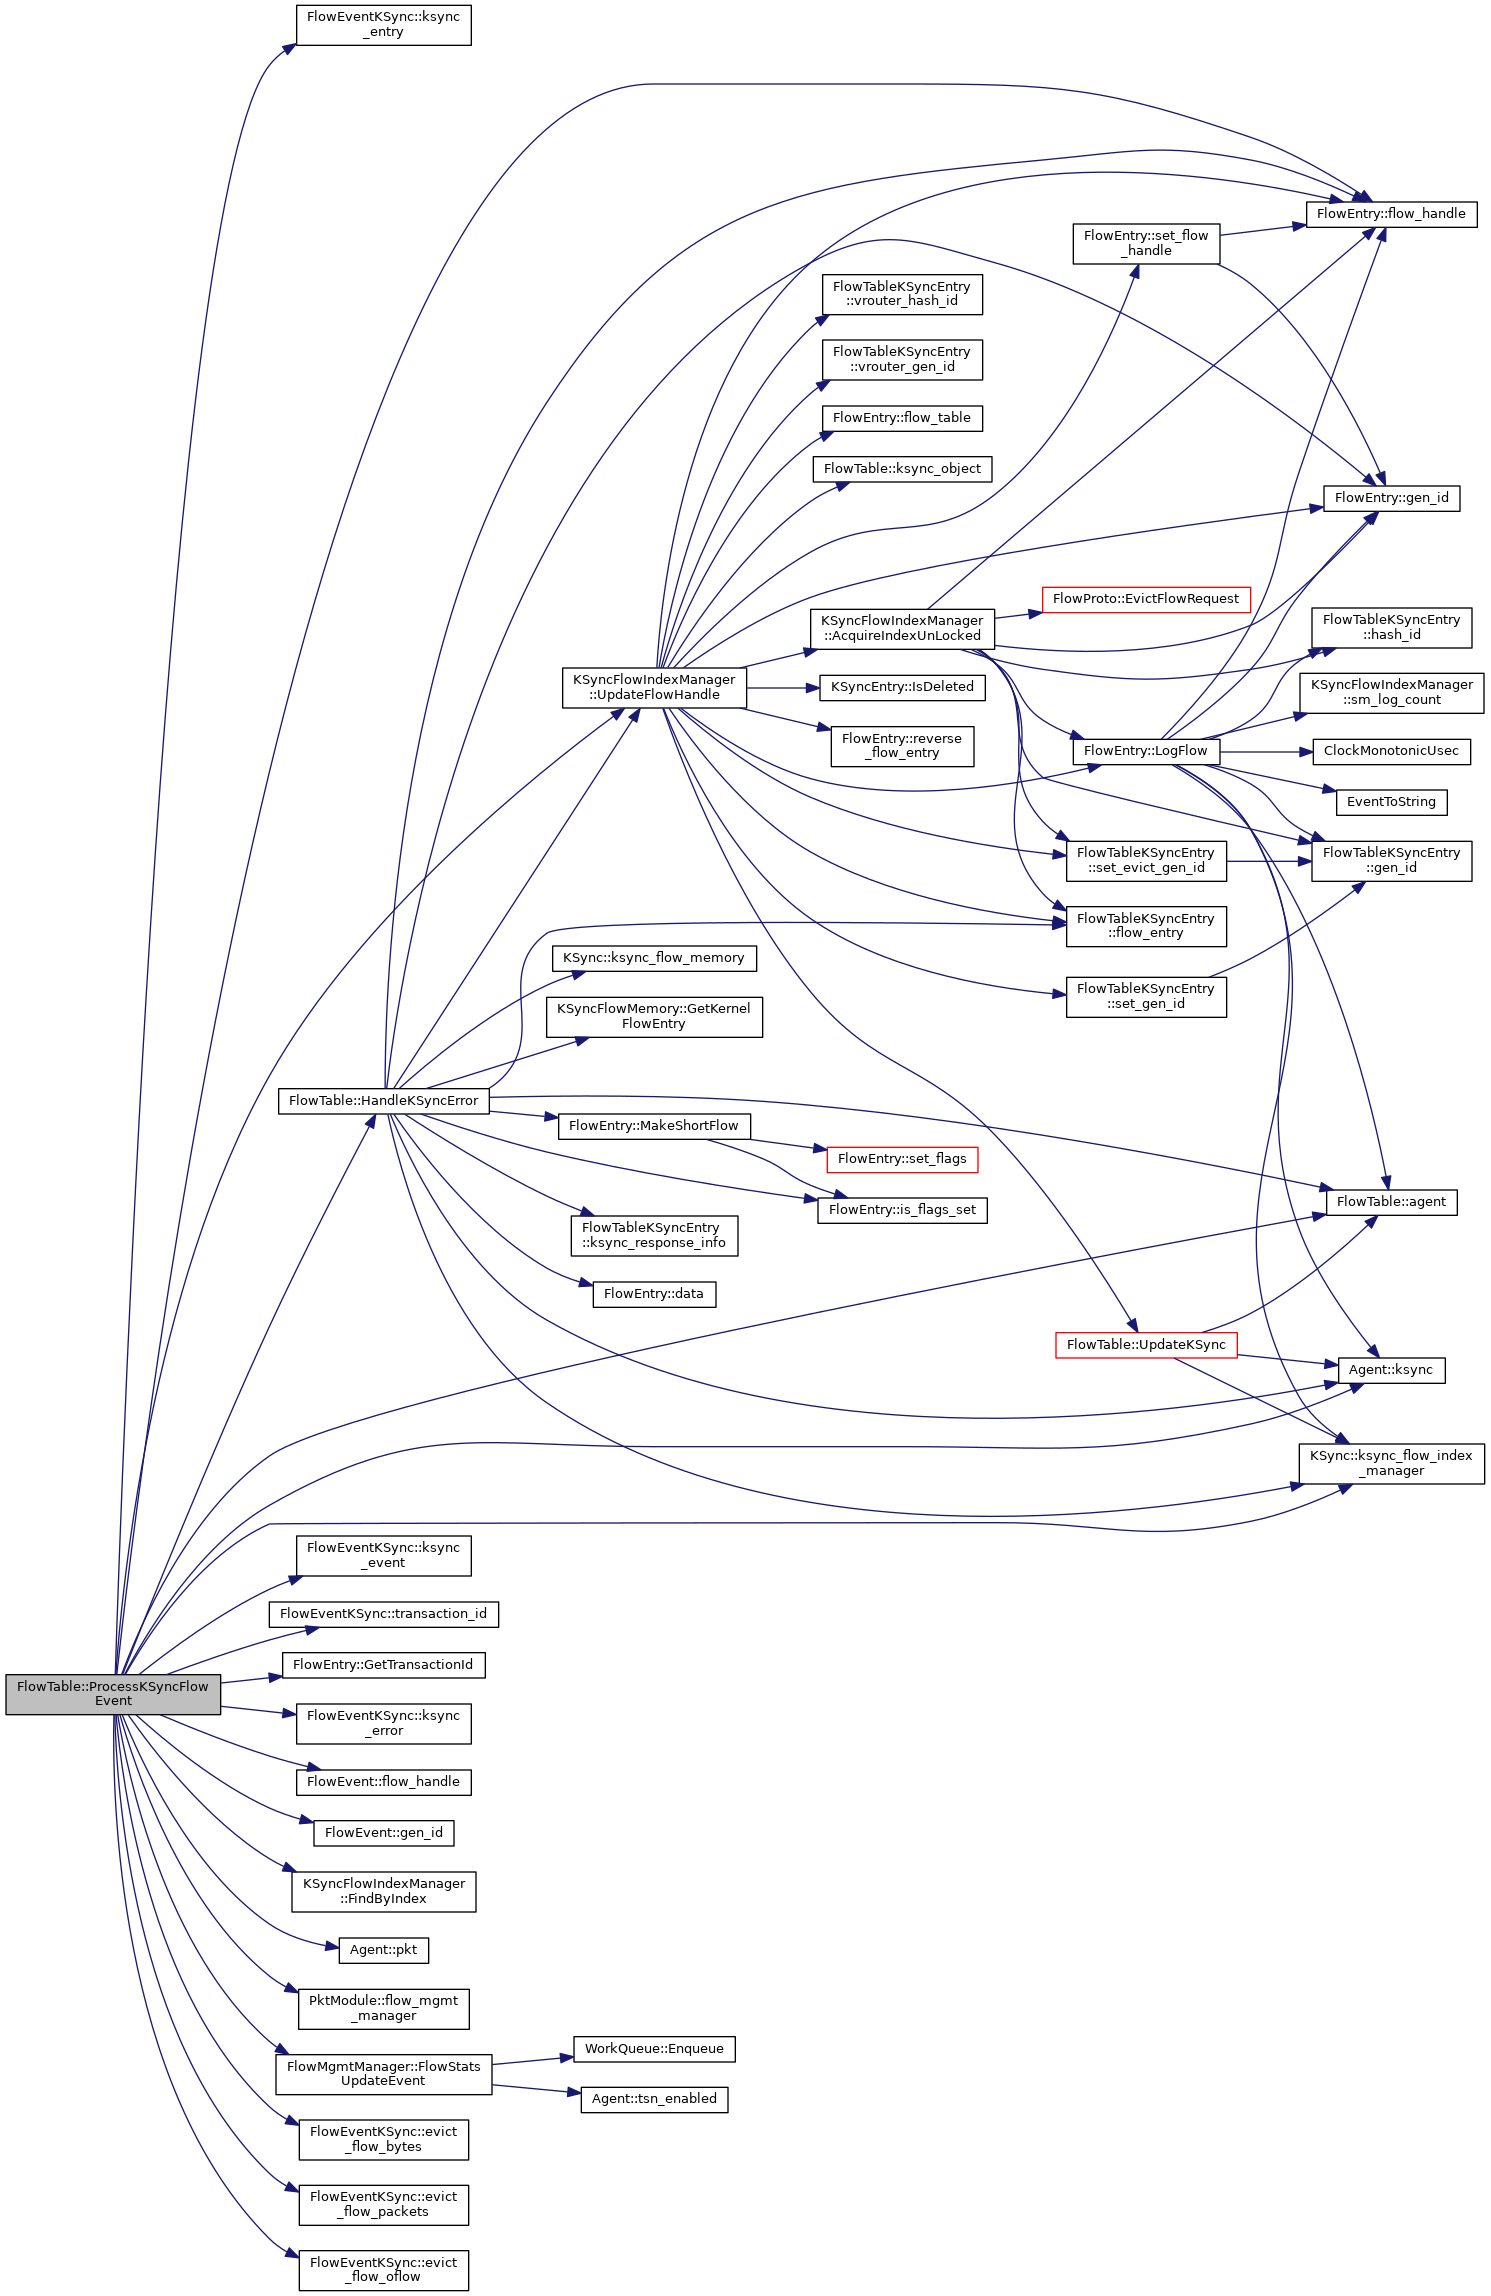 FlowEventKSync::ksync
_entry
FlowEntry::flow_handle
FlowEntry::set_flow
_handle
FlowTableKSyncEntry
::vrouter_hash_id
FlowTableKSyncEntry
::vrouter_gen_id
FlowEntry::flow_table
FlowTable::ksync_object
FlowEntry::gen_id
FlowProto::EvictFlowRequest
KSyncFlowIndexManager
::AcquireIndexUnLocked
FlowTableKSyncEntry
::hash_id
KSyncFlowIndexManager
::UpdateFlowHandle
KSyncEntry::IsDeleted
KSyncFlowIndexManager
::sm_log_count
FlowEntry::reverse
_flow_entry
FlowEntry::LogFlow
ClockMonotonicUsec
EventToString
FlowTableKSyncEntry
::set_evict_gen_id
FlowTableKSyncEntry
::gen_id
FlowTableKSyncEntry
::flow_entry
KSync::ksync_flow_memory
FlowTableKSyncEntry
::set_gen_id
KSyncFlowMemory::GetKernel
FlowEntry
FlowTable::HandleKSyncError
FlowEntry::MakeShortFlow
FlowEntry::set_flags
FlowEntry::is_flags_set
FlowTable::agent
FlowTableKSyncEntry
::ksync_response_info
FlowEntry::data
FlowTable::UpdateKSync
Agent::ksync
KSync::ksync_flow_index
_manager
FlowEventKSync::ksync
_event
FlowEventKSync::transaction_id
FlowEntry::GetTransactionId
FlowTable::ProcessKSyncFlow
Event
FlowEventKSync::ksync
_error
FlowEvent::flow_handle
FlowEvent::gen_id
KSyncFlowIndexManager
::FindByIndex
Agent::pkt
PktModule::flow_mgmt
_manager
FlowMgmtManager::FlowStats
UpdateEvent
WorkQueue::Enqueue
Agent::tsn_enabled
FlowEventKSync::evict
_flow_bytes
FlowEventKSync::evict
_flow_packets
FlowEventKSync::evict
_flow_oflow